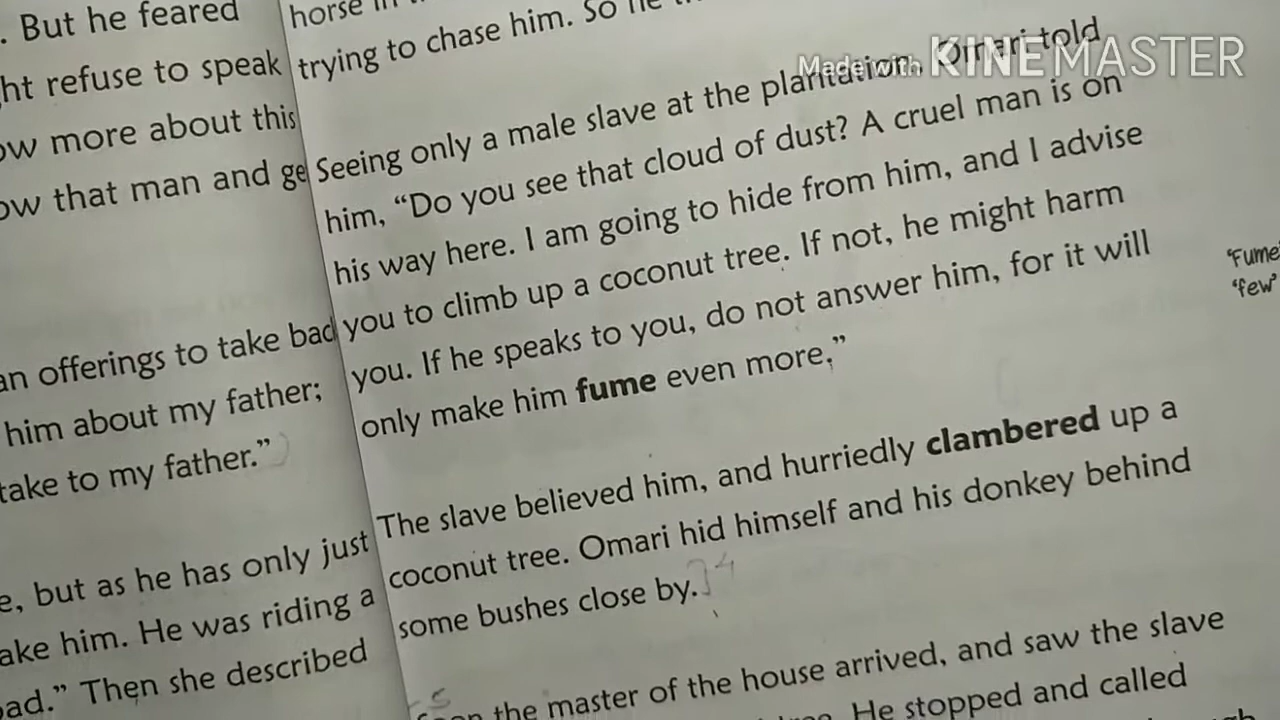 . But he feared
ht refuse to speak
ow more about this
ow that man and ge
an offerings to take bad
him about my father;
take to my father.”
e, but as he has only just
ake him. He was riding a
oad.” Then she described
horse in
trying to chase him. So he
Seeing only a male slave at the plantation, Omari told
him, “Do you see that cloud of dust? A cruel man is on
his way here. I am going to hide from him, and I advise
you to climb up a coconut tree. If not, he might harm
you. If he speaks to you, do not answer him, for it will
only make him fume even more.”
The slave believed him, and hurriedly clambered up a
coconut tree. Omari hid himself and his donkey behind
some bushes close by.
the master of the house arrived, and saw the slave
He stopped and called
‘Fume’
‘few’
Made with KINEMASTER